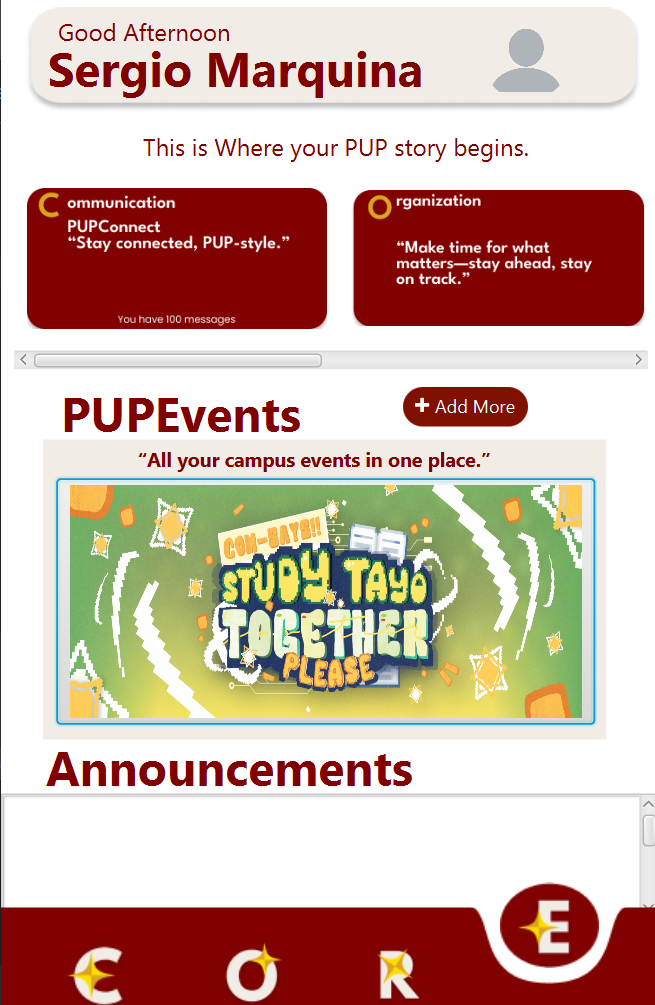 Good Afternoon
Sergio Marquina
This is Where your PUP story begins.
Communication
PUPConnect
“Stay connected, PUP-style.”
You have 100 messages
Organization
“Make time for what
matters—stay ahead, stay
on track.”
PUPEvents
+ Add More
“All your campus events in one place.”
COM-SAYS!!
STUDY TAYO
TOGETHER
PLEASE
Announcements
C O R E